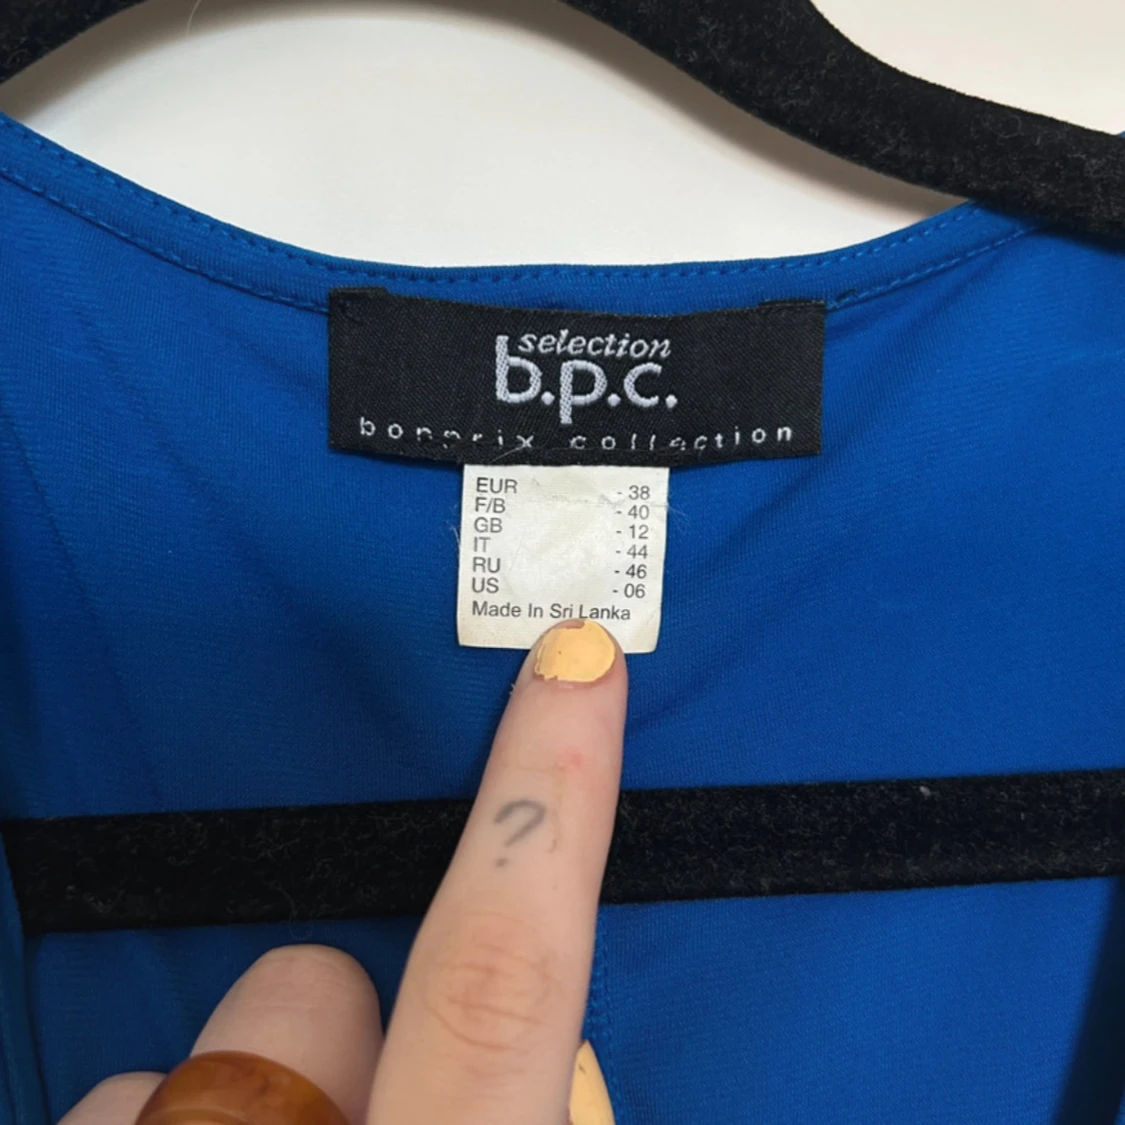 selection
b.p.c.
bonprix collection
EUR - 38
F/B - 40
GB - 12
IT - 44
RU - 46
US - 06
Made In Sri Lanka
?